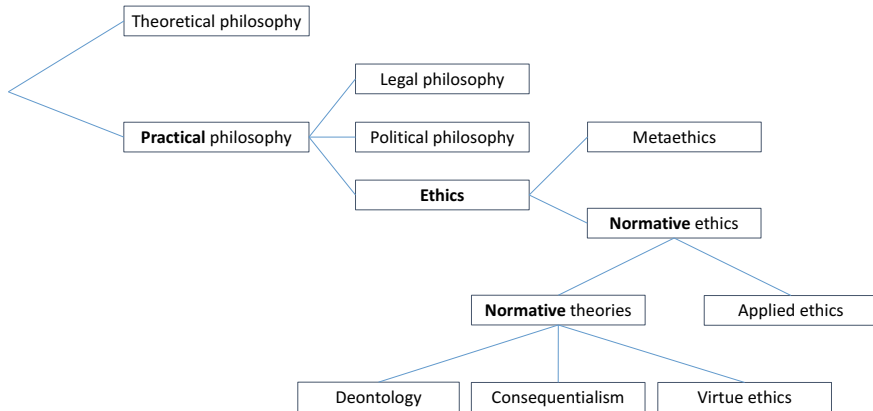 Theoretical philosophy
Legal philosophy
Practical philosophy
Political philosophy
Metaethics
Ethics
Normative ethics
Normative theories
Applied ethics
Deontology
Consequentialism
Virtue ethics